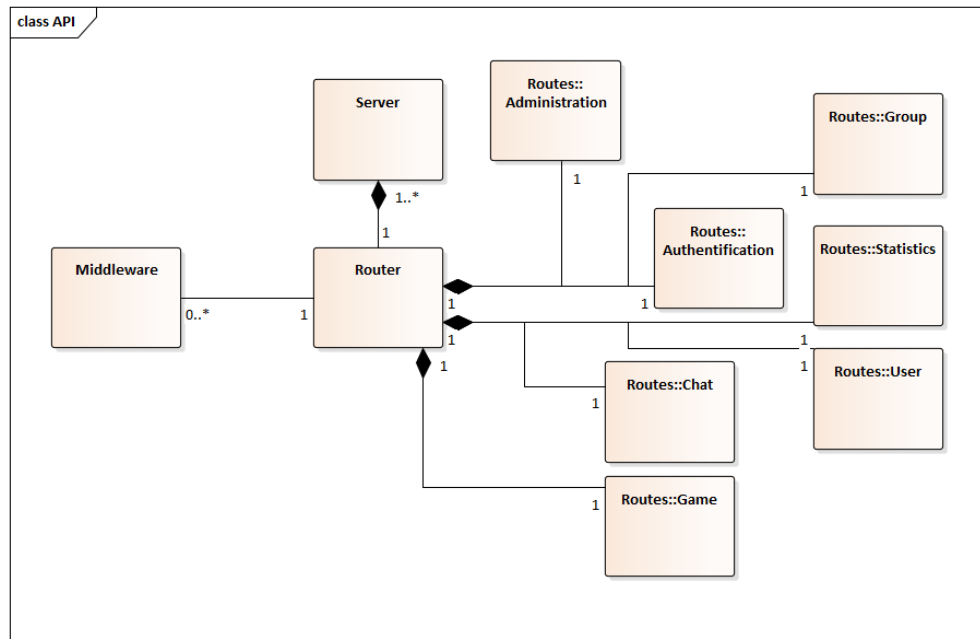 class API
Server
Routes::
Administration
Routes::Group
1..*
1
1
1
Routes::
Authentification
Routes::Statistics
Middleware
Router
0..*
1
1
1
1
1
1
1
Routes::Chat
Routes::User
1
1
Routes::Game